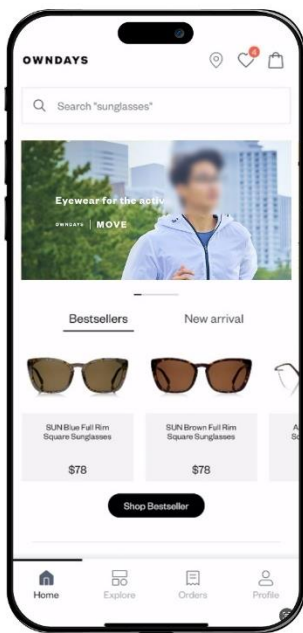 OWNDAYS
4
Search "sunglasses"
Eyewear for the activ
OWNDAYS | MOVE
Bestsellers
New arrival
SUN Blue Full Rim
Square Sunglasses
$78
SUN Brown Full Rim
Square Sunglasses
$78
A
So
Shop Bestseller
Home
Explore
Orders
Profile